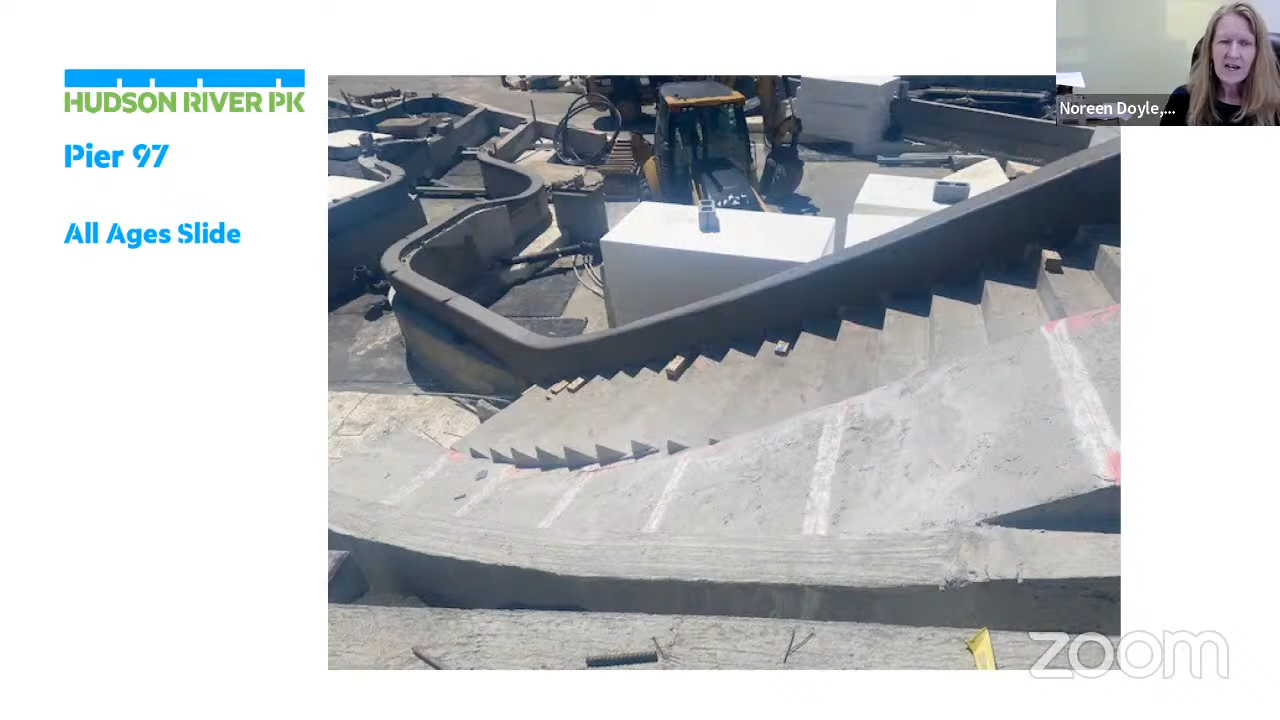 HUDSON RIVER PK
Pier 97
All Ages Slide
Noreen Doyle,...
zoom